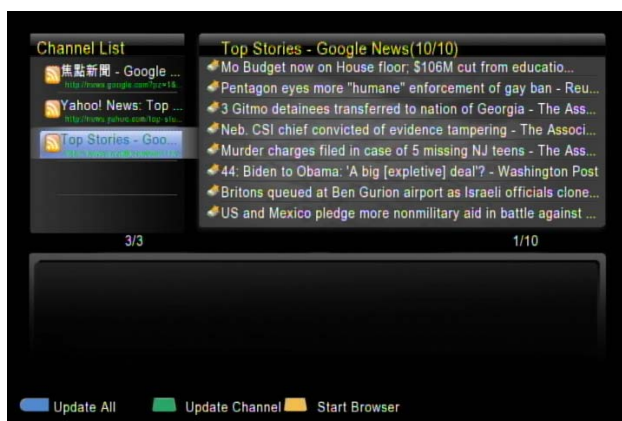 Channel List
焦點新聞 - Google ...
http://news.google.com?pz=1&.
Yahoo! News: Top ...
http://news.yahoo.com/top-stu..
Top Stories - Goo...
3/3
Top Stories - Google News(10/10)
Mo Budget now on House floor; $106M cut from educatio...
Pentagon eyes more "humane" enforcement of gay ban - Reu...
3 Gitmo detainees transferred to nation of Georgia - The Ass...
Neb. CSI chief convicted of evidence tampering - The Associ...
Murder charges filed in case of 5 missing NJ teens - The Ass...
44: Biden to Obama: 'A big [expletive] deal'? - Washington Post
Britons queued at Ben Gurion airport as Israeli officials clone...
US and Mexico pledge more nonmilitary aid in battle against ...
1/10
Update All
Update Channel
Start Browser